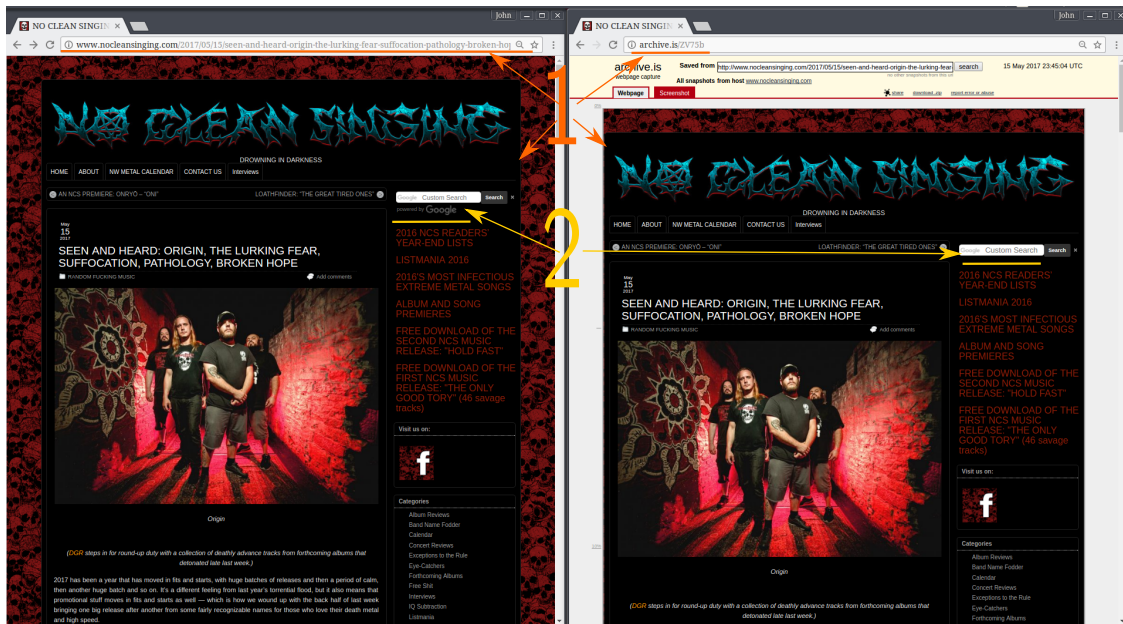 john
NO CLEAN SINGIN
www.nocleansinging.com/2017/05/15/seen-and-heard-origin-the-lurking-fear-suffocation-pathology-broken-ho
NO CLEAN SINGING
DROWNING IN DARKNESS
HOME ABOUT NW METAL CALENDAR CONTACT US Interviews
AN NCS PREMIERE: ONRYŌ – “ONI” LOATHFINDER: “THE GREAT TIRED ONES”
May
15
2017
SEEN AND HEARD: ORIGIN, THE LURKING FEAR,
SUFFOCATION, PATHOLOGY, BROKEN HOPE
RANDOM FUCKING MUSIC Add comments
Origin
(DGR steps in for round-up duty with a collection of deathly advance tracks from forthcoming albums that
detonated late last week.)
2017 has been a year that has moved in fits and starts, with huge batches of releases and then a period of calm,
then another huge batch and so on. It's a different feeling from last year's torrential flood, but it also means that
promotional stuff moves in fits and starts as well — which is how we wound up with the back half of last week
bringing one big release after another from some fairly recognizable names for those who love their death metal
and high speed.
Google Custom Search Search ×
powered by Google
2016 NCS READERS'
YEAR-END LISTS
LISTMANIA 2016
2016'S MOST INFECTIOUS
EXTREME METAL SONGS
ALBUM AND SONG
PREMIERES
FREE DOWNLOAD OF THE
SECOND NCS MUSIC
RELEASE: "HOLD FAST"
FREE DOWNLOAD OF THE
FIRST NCS MUSIC
RELEASE: "THE ONLY
GOOD TORY" (46 savage
tracks)
Visit us on:
f
Categories
Album Reviews
Band Name Fodder
Calendar
Concert Reviews
Exceptions to the Rule
Eye-Catchers
Forthcoming Albums
Free Shit
Interviews
IQ Subtraction
Listmania
1
2
john
NO CLEAN SINGIN
archive.is/ZV75b
archive.is
webpage capture
Saved from http://www.nocleansinging.com/2017/05/15/seen-and-heard-origin-the-lurking-fear search 15 May 2017 23:45:04 UTC
no other snapshots from this url
All snapshots from host www.nocleansinging.com
Webpage Screenshot
share download .zip report error or abuse
NO CLEAN SINGING
DROWNING IN DARKNESS
HOME ABOUT NW METAL CALENDAR CONTACT US Interviews
AN NCS PREMIERE: ONRYŌ – “ONI” LOATHFINDER: “THE GREAT TIRED ONES”
May
15
2017
SEEN AND HEARD: ORIGIN, THE LURKING FEAR,
SUFFOCATION, PATHOLOGY, BROKEN HOPE
RANDOM FUCKING MUSIC Add comments
Origin
(DGR steps in for round-up duty with a collection of deathly advance tracks from forthcoming albums that
detonated late last week.)
Google Custom Search Search ×
2016 NCS READERS'
YEAR-END LISTS
LISTMANIA 2016
2016'S MOST INFECTIOUS
EXTREME METAL SONGS
ALBUM AND SONG
PREMIERES
FREE DOWNLOAD OF THE
SECOND NCS MUSIC
RELEASE: "HOLD FAST"
FREE DOWNLOAD OF THE
FIRST NCS MUSIC
RELEASE: "THE ONLY
GOOD TORY" (46 savage
tracks)
Visit us on:
f
Categories
Album Reviews
Band Name Fodder
Calendar
Concert Reviews
Exceptions to the Rule
Eye-Catchers
Forthcoming Albums